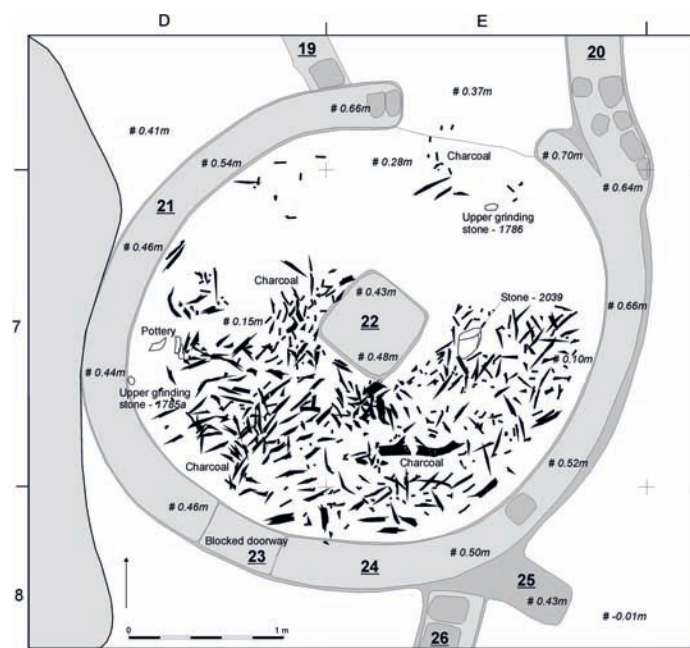 D
E
19
20
# 0.66m
# 0.37m
# 0.41m
Charcoal
# 0.28m
# 0.70m
# 0.54m
# 0.64m
21
Upper grinding
stone - 1786
# 0.46m
Charcoal
# 0.43m
Stone - 2039
# 0.66m
7
# 0.15m
22
Pottery
# 0.48m
# 0.10m
# 0.44m
Upper grinding
stone - 1785a
Charcoal
Charcoal
# 0.52m
# 0.46m
Blocked doorway
23
24
# 0.50m
25
8
# 0.43m
# -0.01m
0
1 m
26